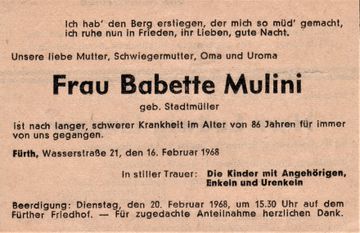 Ich hab' den Berg erstiegen, der mich so müd' gemacht,
ich ruhe nun in Frieden, ihr Lieben, gute Nacht.
Unsere liebe Mutter, Schwiegermutter, Oma und Uroma
Frau Babette Mulini
geb. Stadtmüller
ist nach langer, schwerer Krankheit im Alter von 86 Jahren für immer
von uns gegangen.
Fürth, Wasserstraße 21, den 16. Februar 1968
In stiller Trauer: Die Kinder mit Angehörigen,
Enkeln und Urenkeln
Beerdigung: Dienstag, den 20. Februar 1968, um 15.30 Uhr auf dem
Fürther Friedhof. — Für zugedachte Anteilnahme herzlichen Dank.